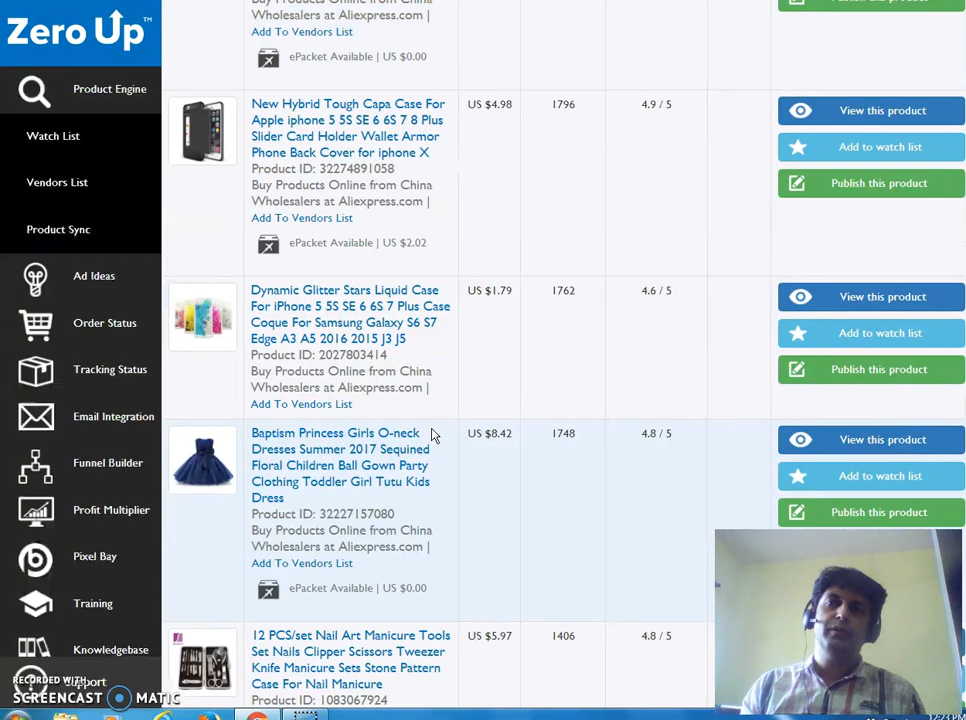 Zero Up™
Product Engine
Watch List
Vendors List
Product Sync
Ad Ideas
Order Status
Tracking Status
Email Integration
Funnel Builder
Profit Multiplier
Pixel Bay
Training
Knowledgebase
Support
RECORDED WITH
SCREENCAST MATIC
Buy Products Online from China
Wholesalers at Aliexpress.com |
Add To Vendors List
ePacket Available | US $0.00
Publish this product
New Hybrid Tough Capa Case For
Apple iphone 5 5S SE 6 6S 7 8 Plus
Slider Card Holder Wallet Armor
Phone Back Cover for iphone X
Product ID: 32274891058
Buy Products Online from China
Wholesalers at Aliexpress.com |
Add To Vendors List
ePacket Available | US $2.02
US $4.98
1796
4.9 / 5
View this product
Add to watch list
Publish this product
Dynamic Glitter Stars Liquid Case
For iPhone 5 5S SE 6 6S 7 Plus Case
Coque For Samsung Galaxy S6 S7
Edge A3 A5 2016 2015 J3 J5
Product ID: 2027803414
Buy Products Online from China
Wholesalers at Aliexpress.com |
Add To Vendors List
US $1.79
1762
4.6 / 5
View this product
Add to watch list
Publish this product
Baptism Princess Girls O-neck
Dresses Summer 2017 Sequined
Floral Children Ball Gown Party
Clothing Toddler Girl Tutu Kids
Dress
Product ID: 32227157080
Buy Products Online from China
Wholesalers at Aliexpress.com |
Add To Vendors List
ePacket Available | US $0.00
US $8.42
1748
4.8 / 5
View this product
Add to watch list
Publish this product
12 PCS/set Nail Art Manicure Tools
Set Nails Clipper Scissors Tweezer
Knife Manicure Sets Stone Pattern
Case For Nail Manicure
Product ID: 1083067924
US $5.97
1406
4.8 / 5
12:23 PM